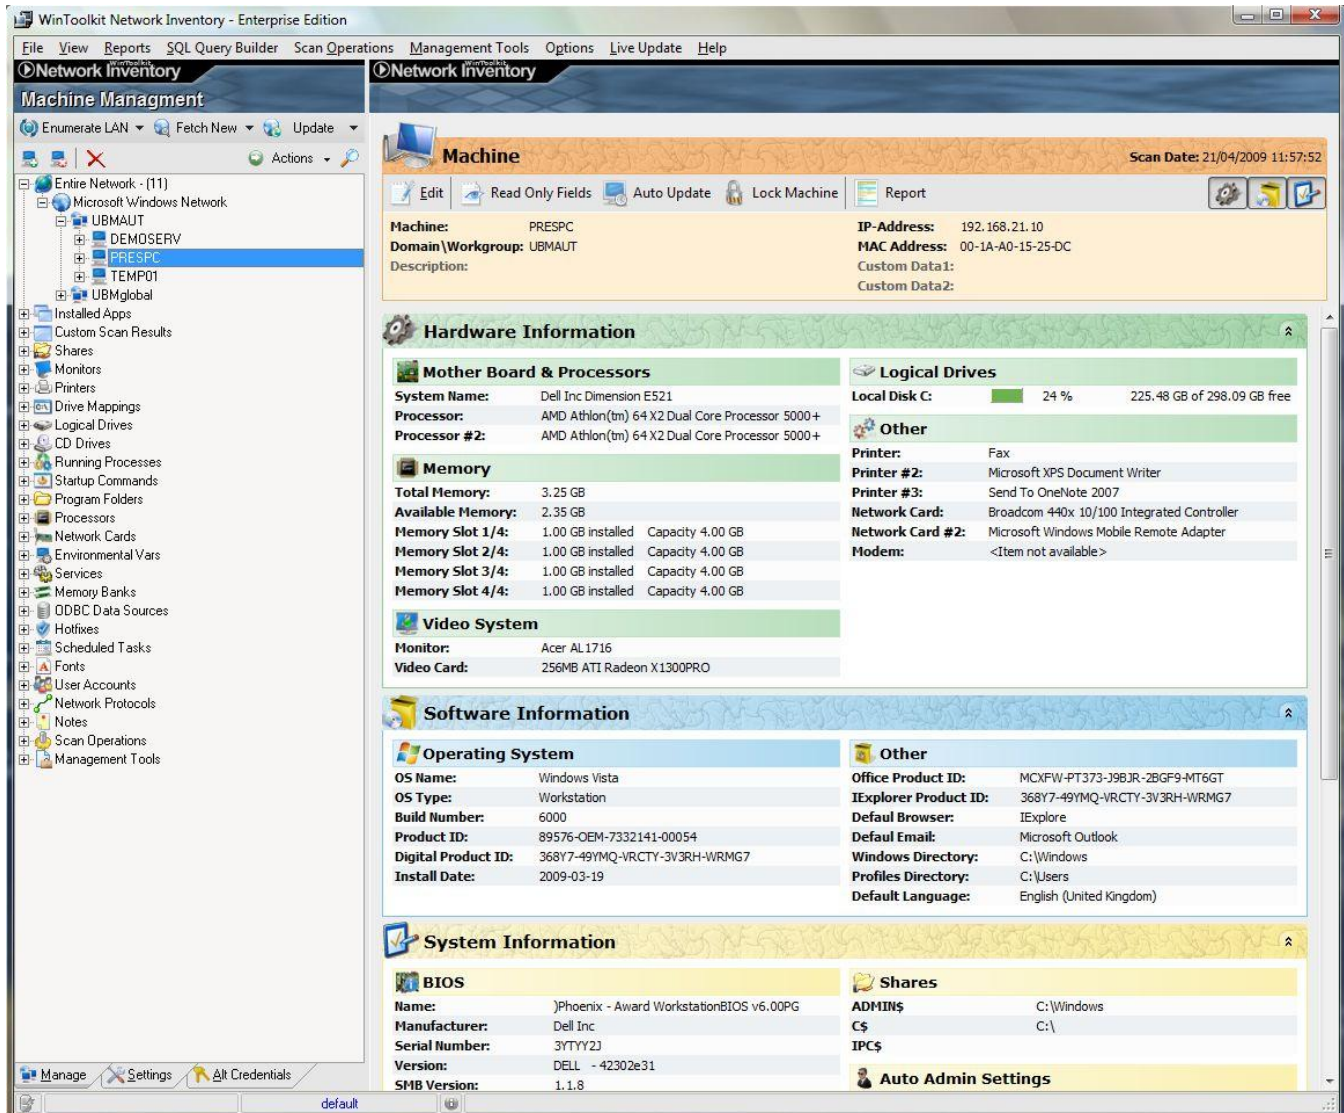 WinToolkit Network Inventory - Enterprise Edition
File View Reports SQL Query Builder Scan Operations Management Tools Options Live Update Help
WinToolkit
Network Inventory
Machine Managment
Enumerate LAN Fetch New Update
Actions
Entire Network - (11)
Microsoft Windows Network
UBMAUT
DEMOSERV
PRESPC
TEMP01
UBMglobal
Installed Apps
Custom Scan Results
Shares
Monitors
Printers
Drive Mappings
Logical Drives
CD Drives
Running Processes
Startup Commands
Program Folders
Processors
Network Cards
Environmental Vars
Services
Memory Banks
ODBC Data Sources
Hotfixes
Scheduled Tasks
Fonts
User Accounts
Network Protocols
Notes
Scan Operations
Management Tools
Manage Settings Alt Credentials
default
WinToolkit
Network Inventory
Machine Scan Date: 21/04/2009 11:57:52
Edit Read Only Fields Auto Update Lock Machine Report
Machine: PRESPC
Domain\Workgroup: UBMAUT
Description:
IP-Address: 192.168.21.10
MAC Address: 00-1A-A0-15-25-DC
Custom Data1:
Custom Data2:
Hardware Information
Mother Board & Processors
System Name: Dell Inc Dimension E521
Processor: AMD Athlon(tm) 64 X2 Dual Core Processor 5000+
Processor #2: AMD Athlon(tm) 64 X2 Dual Core Processor 5000+
Memory
Total Memory: 3.25 GB
Available Memory: 2.35 GB
Memory Slot 1/4: 1.00 GB installed Capacity 4.00 GB
Memory Slot 2/4: 1.00 GB installed Capacity 4.00 GB
Memory Slot 3/4: 1.00 GB installed Capacity 4.00 GB
Memory Slot 4/4: 1.00 GB installed Capacity 4.00 GB
Video System
Monitor: Acer AL1716
Video Card: 256MB ATI Radeon X1300PRO
Logical Drives
Local Disk C: 24 % 225.48 GB of 298.09 GB free
Other
Printer: Fax
Printer #2: Microsoft XPS Document Writer
Printer #3: Send To OneNote 2007
Network Card: Broadcom 440x 10/100 Integrated Controller
Network Card #2: Microsoft Windows Mobile Remote Adapter
Modem: <Item not available>
Software Information
Operating System
OS Name: Windows Vista
OS Type: Workstation
Build Number: 6000
Product ID: 89576-OEM-7332141-00054
Digital Product ID: 368Y7-49YMQ-VRCTY-3V3RH-WRMG7
Install Date: 2009-03-19
Other
Office Product ID: MCXFW-PT373-J9BJR-2BGF9-MT6GT
IExplorer Product ID: 368Y7-49YMQ-VRCTY-3V3RH-WRMG7
Defaul Browser: IExplore
Defaul Email: Microsoft Outlook
Windows Directory: C:\Windows
Profiles Directory: C:\Users
Default Language: English (United Kingdom)
System Information
BIOS
Name: )Phoenix - Award WorkstationBIOS v6.00PG
Manufacturer: Dell Inc
Serial Number: 3YTYY2J
Version: DELL - 42302e31
SMB Version: 1.1.8
Shares
ADMIN$ C:\Windows
C$ C:\
IPC$
Auto Admin Settings